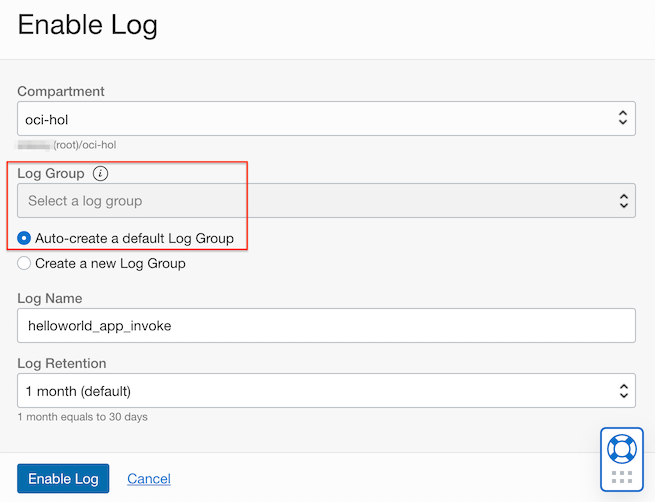 Enable Log
Compartment
oci-hol
(root)/oci-hol
Log Group
Select a log group
Auto-create a default Log Group
Create a new Log Group
Log Name
helloworld_app_invoke
Log Retention
1 month (default)
1 month equals to 30 days
Enable Log Cancel